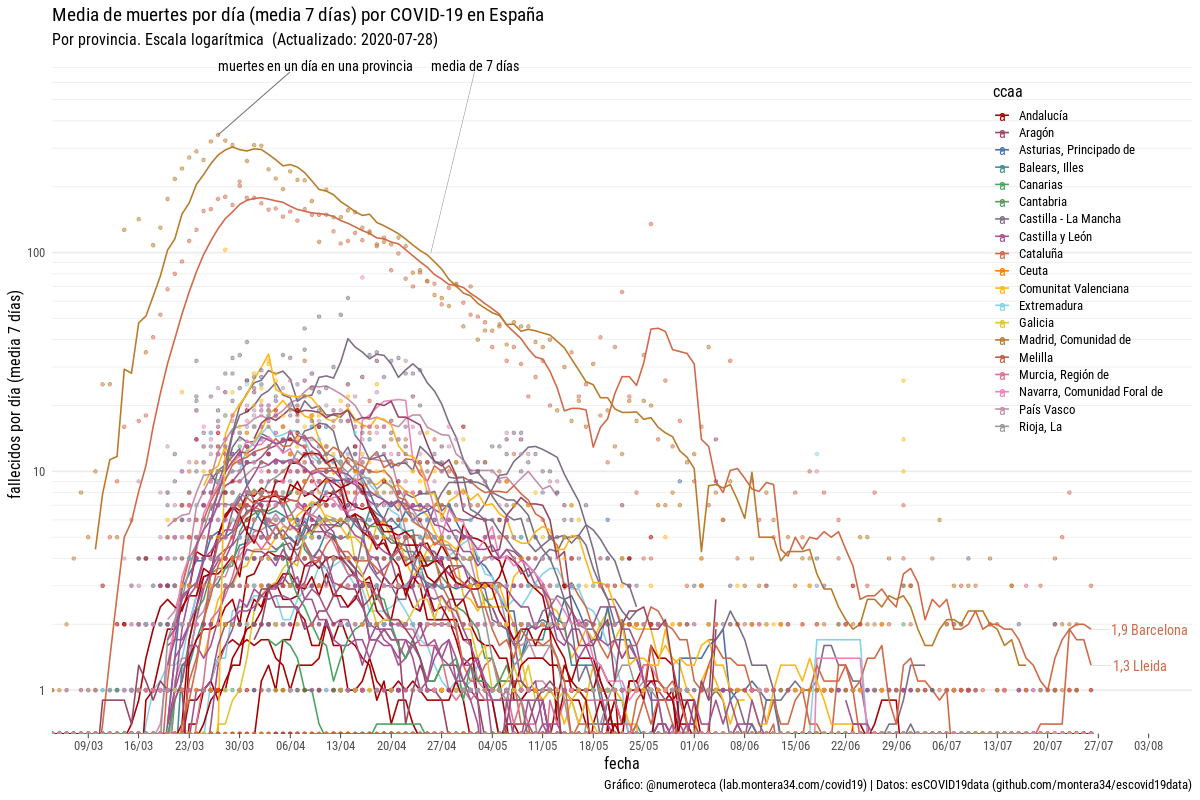 Media de muertes por día (media 7 días) por COVID-19 en España
Por provincia. Escala logarítmica (Actualizado: 2020-07-28)
muertes en un día en una provincia
media de 7 días
ccaa
Andalucía
Aragón
Asturias, Principado de
Balears, Illes
Canarias
Cantabria
Castilla - La Mancha
Castilla y León
Cataluña
Ceuta
Comunitat Valenciana
Extremadura
Galicia
Madrid, Comunidad de
Melilla
Murcia, Región de
Navarra, Comunidad Foral de
País Vasco
Rioja, La
fallecidos por día (media 7 días)
100
10
1
1,9 Barcelona
1,3 Lleida
09/03 16/03 23/03 30/03 06/04 13/04 20/04 27/04 04/05 11/05 18/05 25/05 01/06 08/06 15/06 22/06 29/06 06/07 13/07 20/07 27/07 03/08
fecha
Gráfico: @numeroteca (lab.montera34.com/covid19) | Datos: esCOVID19data (github.com/montera34/escovid19data)